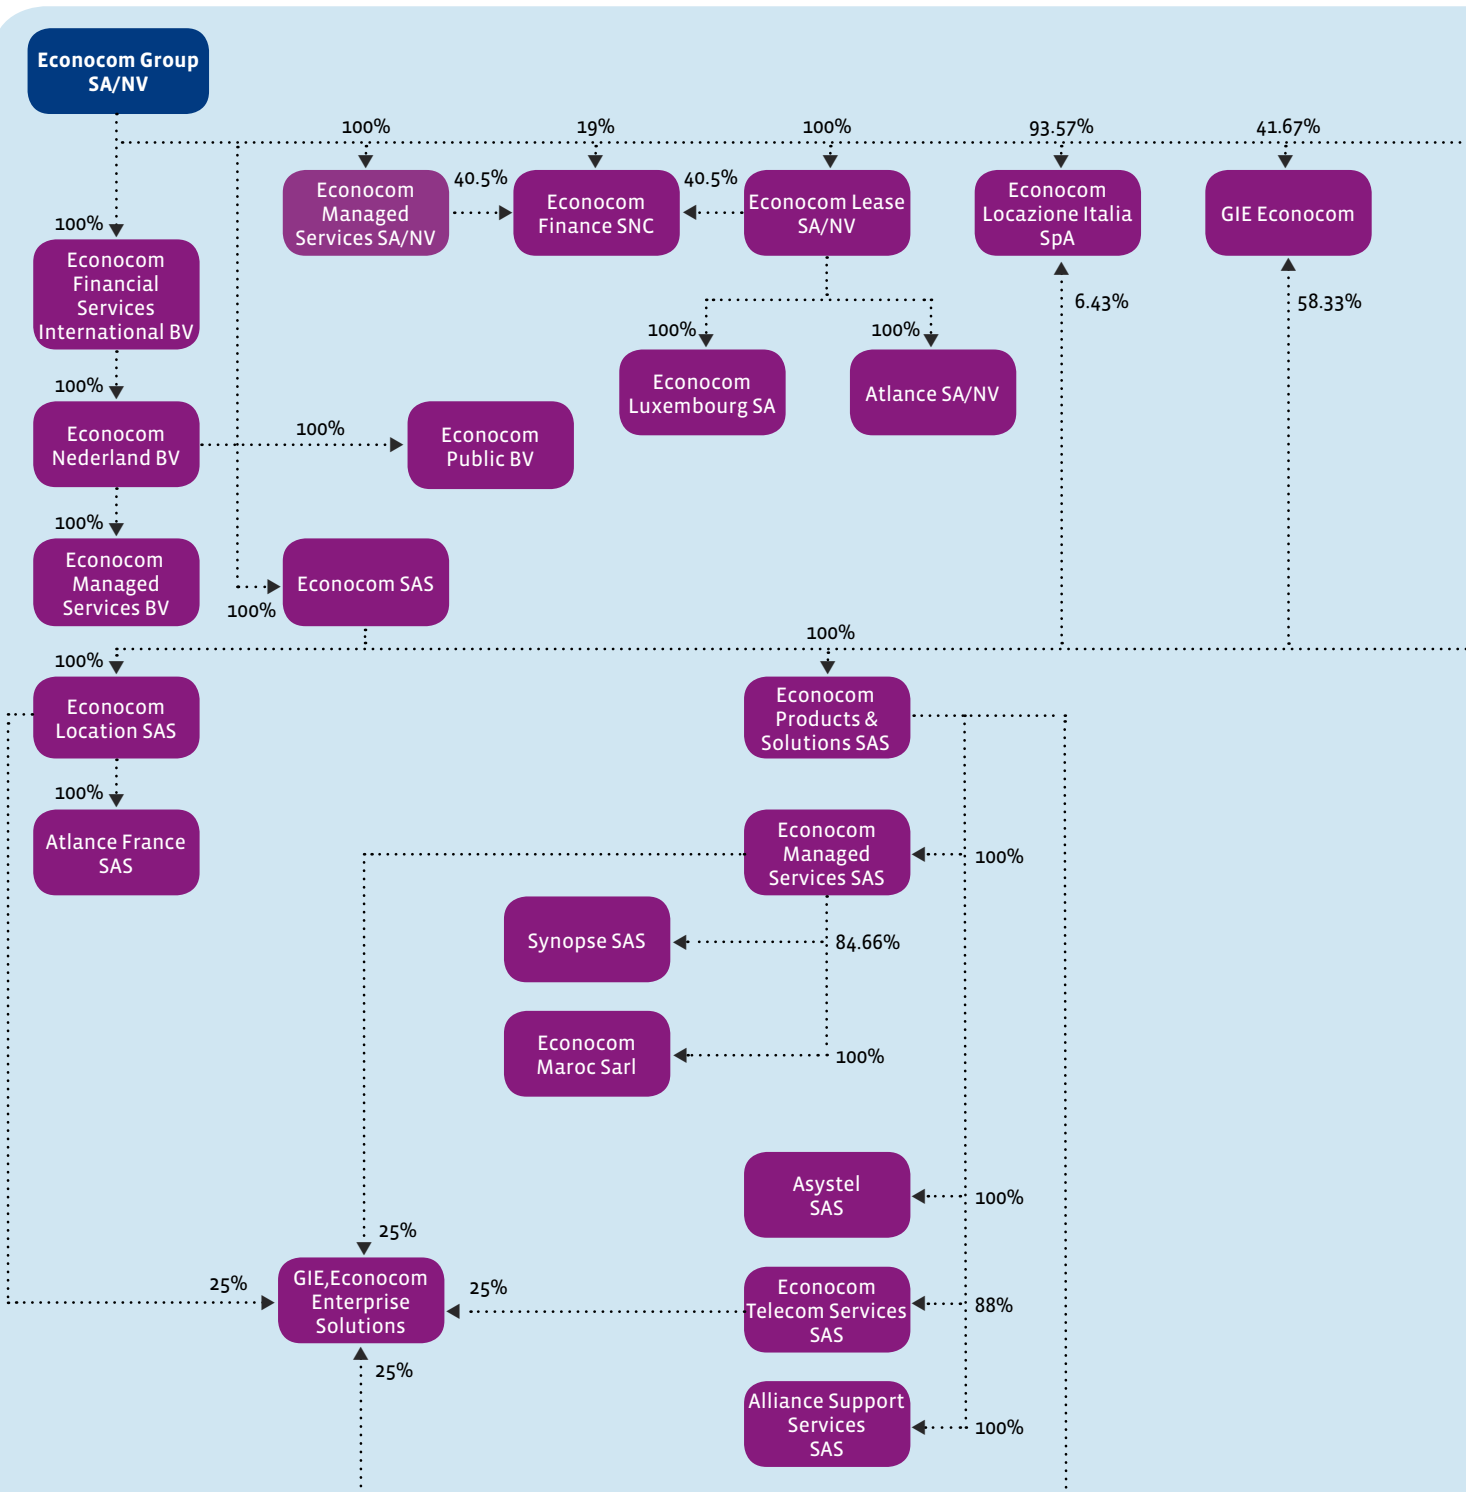 Econocom Group
SA/NV
100%
19%
100%
93.57%
41.67%
Econocom
Managed
Services SA/NV
40.5%
Econocom
Finance SNC
40.5%
Econocom Lease
SA/NV
Econocom
Locazione Italia
SpA
GIE Econocom
100%
Econocom
Financial
Services
International BV
6.43%
58.33%
100%
Econocom
Luxembourg SA
100%
Atlance SA/NV
100%
Econocom
Nederland BV
100%
Econocom
Public BV
100%
Econocom
Managed
Services BV
100%
Econocom SAS
100%
100%
Econocom
Location SAS
Econocom
Products &
Solutions SAS
100%
Atlance France
SAS
Econocom
Managed
Services SAS
100%
Synopse SAS
84.66%
Econocom
Maroc Sarl
100%
Asystel
SAS
100%
25%
25%
GIE,Econocom
Enterprise
Solutions
25%
Econocom
Telecom Services
SAS
88%
25%
Alliance Support
Services
SAS
100%